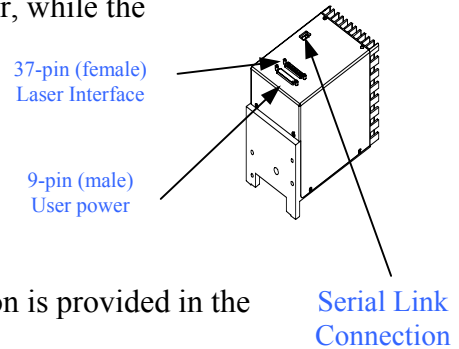 r, while the
37-pin (female)
Laser Interface
9-pin (male)
User power
on is provided in the
Serial Link
Connection